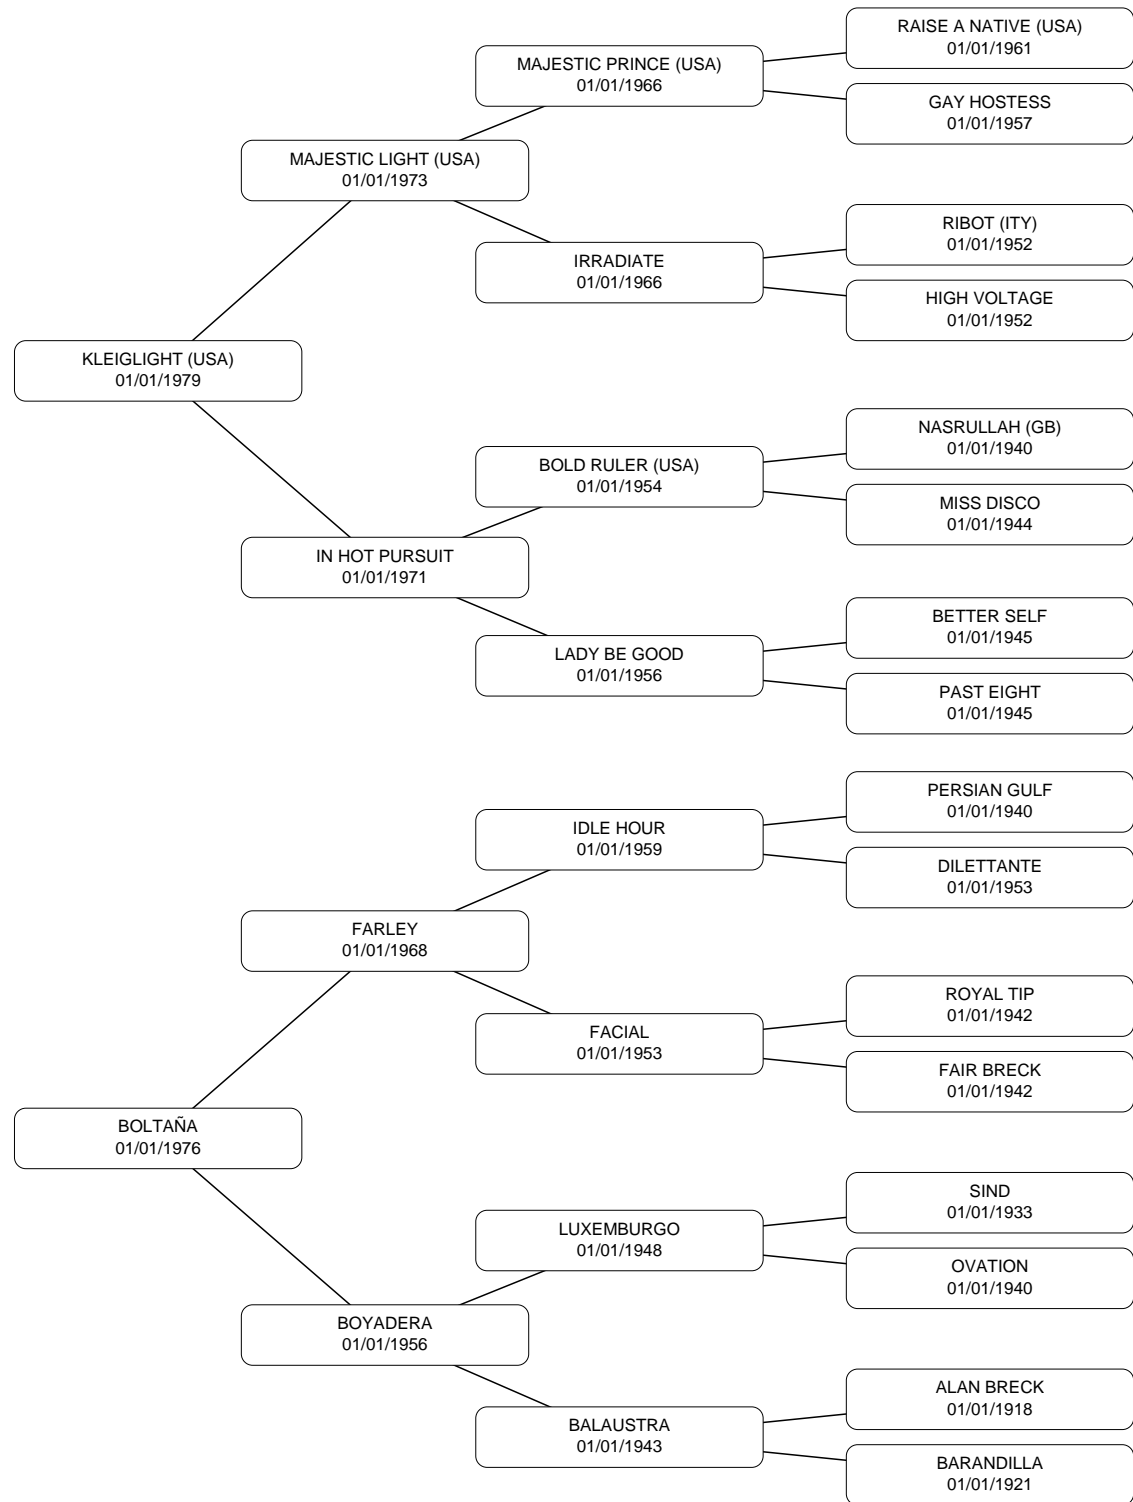 RAISE A NATIVE (USA)
01/01/1961
MAJESTIC PRINCE (USA)
01/01/1966
GAY HOSTESS
01/01/1957
MAJESTIC LIGHT (USA)
01/01/1973
RIBOT (ITY)
01/01/1952
IRRADIATE
01/01/1966
HIGH VOLTAGE
01/01/1952
KLEIGLIGHT (USA)
01/01/1979
NASRULLAH (GB)
01/01/1940
BOLD RULER (USA)
01/01/1954
MISS DISCO
01/01/1944
IN HOT PURSUIT
01/01/1971
BETTER SELF
01/01/1945
LADY BE GOOD
01/01/1956
PAST EIGHT
01/01/1945
PERSIAN GULF
01/01/1940
IDLE HOUR
01/01/1959
DILETTANTE
01/01/1953
FARLEY
01/01/1968
ROYAL TIP
01/01/1942
FACIAL
01/01/1953
FAIR BRECK
01/01/1942
BOLTAÑA
01/01/1976
SIND
01/01/1933
LUXEMBURGO
01/01/1948
OVATION
01/01/1940
BOYADERA
01/01/1956
ALAN BRECK
01/01/1918
BALAUSTRA
01/01/1943
BARANDILLA
01/01/1921